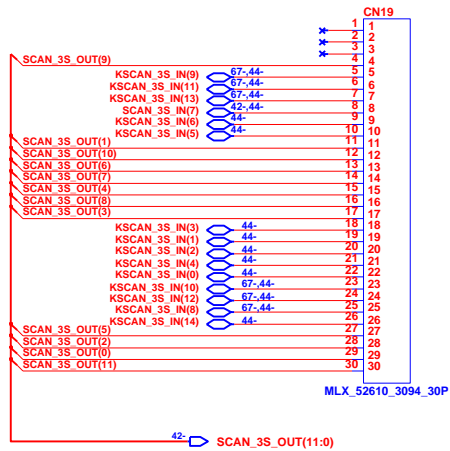 CN19
1 1
2 2
3 3
SCAN_3S_OUT(9) 4 4
KSCAN_3S_IN(9) 67-,44- 5 5
KSCAN_3S_IN(11) 67-,44- 6 6
KSCAN_3S_IN(13) 67-,44- 7 7
SCAN_3S_IN(7) 42-,44- 8 8
KSCAN_3S_IN(6) 44- 9 9
KSCAN_3S_IN(5) 44- 10 10
SCAN_3S_OUT(1) 11 11
SCAN_3S_OUT(10) 12 12
SCAN_3S_OUT(6) 13 13
SCAN_3S_OUT(7) 14 14
SCAN_3S_OUT(4) 15 15
SCAN_3S_OUT(8) 16 16
SCAN_3S_OUT(3) 17 17
KSCAN_3S_IN(3) 44- 18 18
KSCAN_3S_IN(1) 44- 19 19
KSCAN_3S_IN(2) 44- 20 20
KSCAN_3S_IN(4) 44- 21 21
KSCAN_3S_IN(0) 44- 22 22
KSCAN_3S_IN(10) 67-,44- 23 23
KSCAN_3S_IN(12) 67-,44- 24 24
KSCAN_3S_IN(8) 67-,44- 25 25
KSCAN_3S_IN(14) 44- 26 26
SCAN_3S_OUT(5) 27 27
SCAN_3S_OUT(2) 28 28
SCAN_3S_OUT(0) 29 29
SCAN_3S_OUT(11) 30 30
MLX_52610_3094_30P
42- SCAN_3S_OUT(11:0)